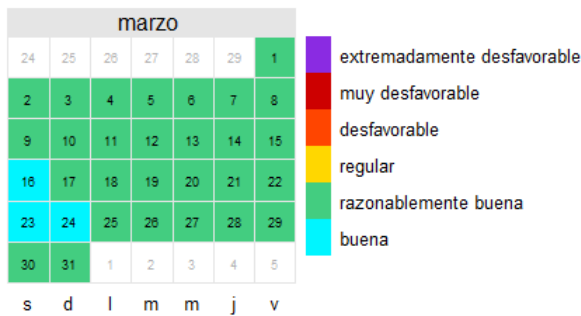 marzo
24 25 26 27 28 29 1
2 3 4 5 6 7 8
9 10 11 12 13 14 15
16 17 18 19 20 21 22
23 24 25 26 27 28 29
30 31 1 2 3 4 5
s d l m m j v
extremadamente desfavorable
muy desfavorable
desfavorable
regular
razonablemente buena
buena